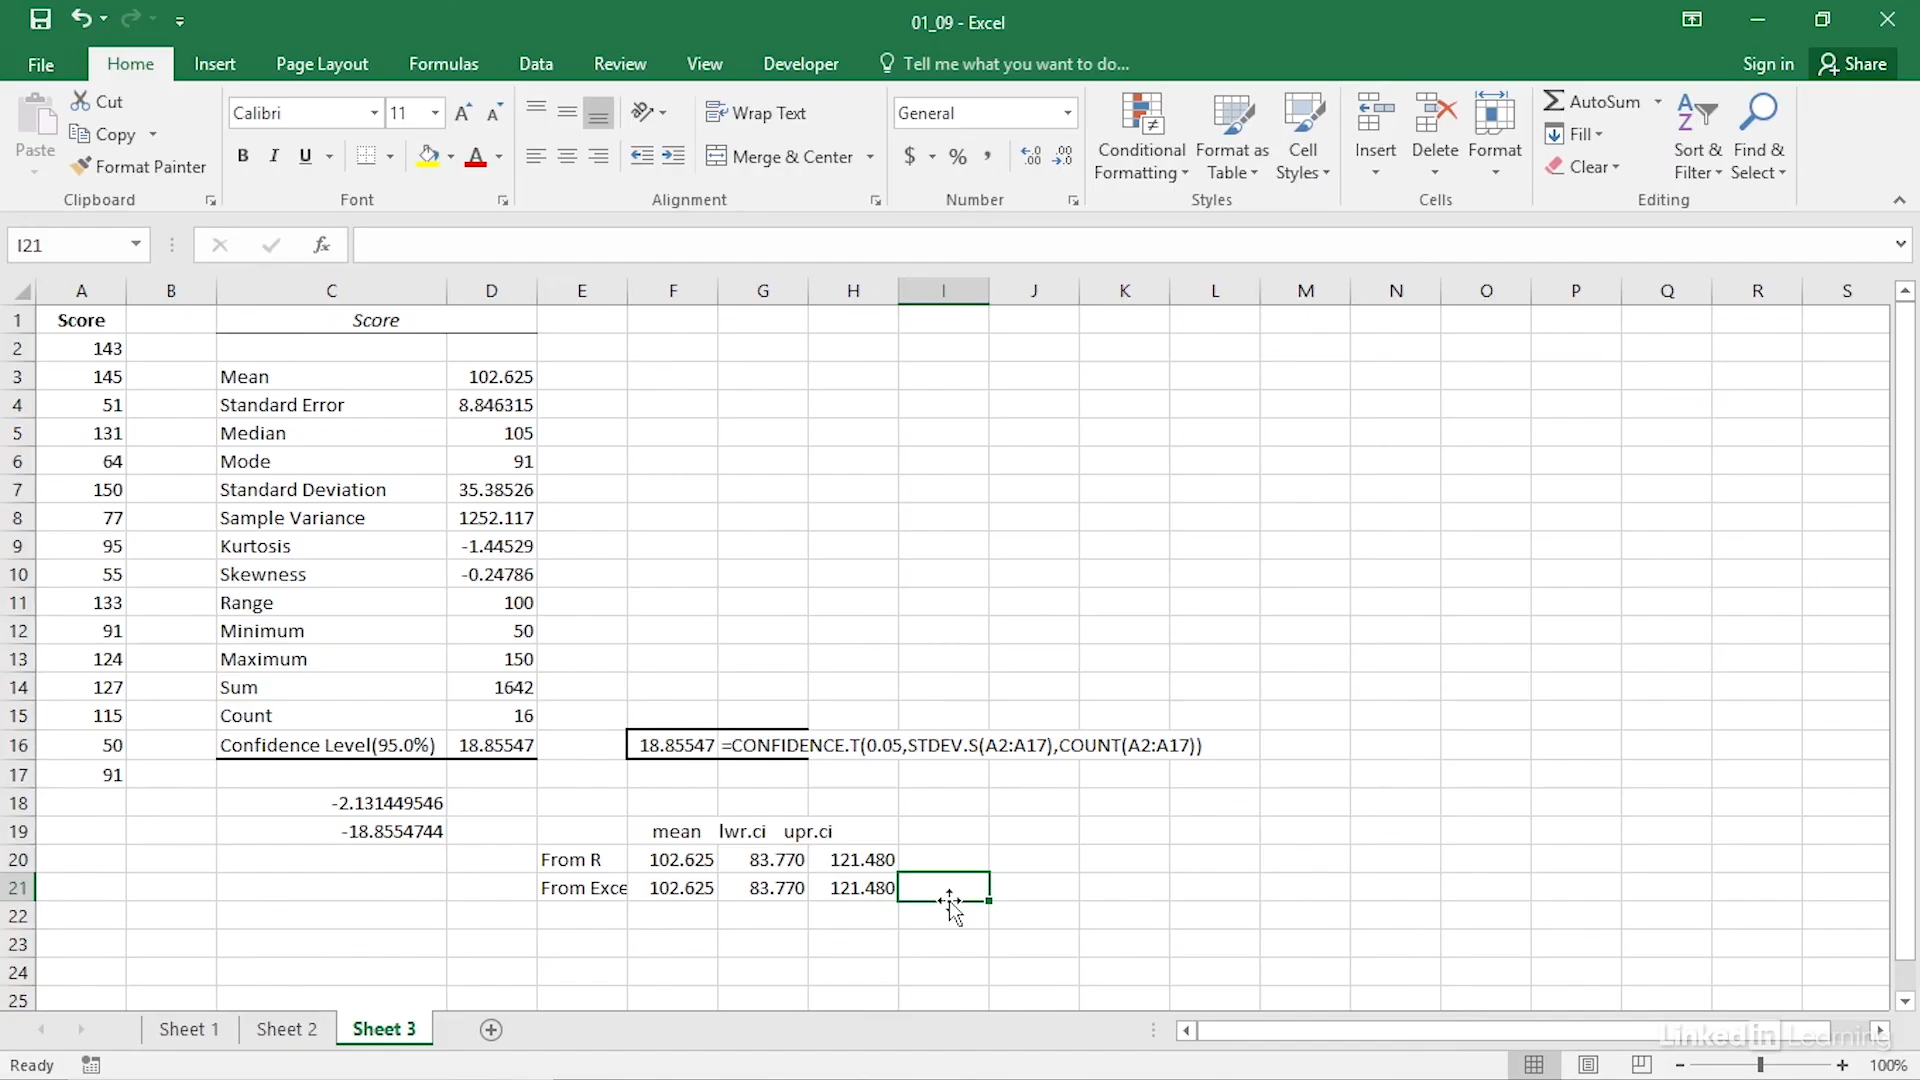 01_09 - Excel
File Home Insert Page Layout Formulas Data Review View Developer Tell me what you want to do... Sign in Share
Paste Cut Copy Format Painter Clipboard
Calibri 11 B I U A Font
Wrap Text Merge & Center Alignment
General $ % , Number
Conditional Formatting Format as Table Cell Styles Styles
Insert Delete Format Cells
AutoSum Fill Clear Sort & Filter Find & Select Editing
I21 fx
A B C D E F G H I J K L M N O P Q R S
1 Score Score
2 143
3 145 Mean 102.625
4 51 Standard Error 8.846315
5 131 Median 105
6 64 Mode 91
7 150 Standard Deviation 35.38526
8 77 Sample Variance 1252.117
9 95 Kurtosis -1.44529
10 55 Skewness -0.24786
11 133 Range 100
12 91 Minimum 50
13 124 Maximum 150
14 127 Sum 1642
15 115 Count 16
16 50 Confidence Level(95.0%) 18.85547 18.85547 =CONFIDENCE.T(0.05,STDEV.S(A2:A17),COUNT(A2:A17))
17 91
18 -2.131449546
19 -18.8554744 mean lwr.ci upr.ci
20 From R 102.625 83.770 121.480
21 From Exce 102.625 83.770 121.480
22
23
24
25
Sheet 1 Sheet 2 Sheet 3
LinkedIn Learning
Ready 100%